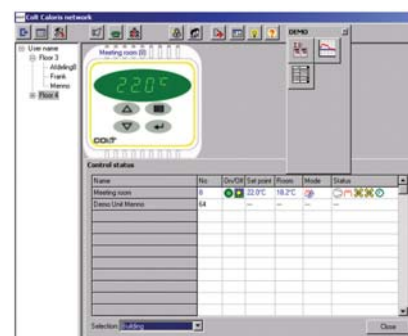 Colt Caloris network
User name
Floor 3
Afdeling8
Frank
Menno
Floor 4
Meeting room (8)
220°C
COLT
DEMO
Control status
Name No. On/Off Set point Room Mode Status
Meeting room 8 22.0°C 18.2°C
Demo Unit Menno 64 --- --- ---
Selection: Building
Close